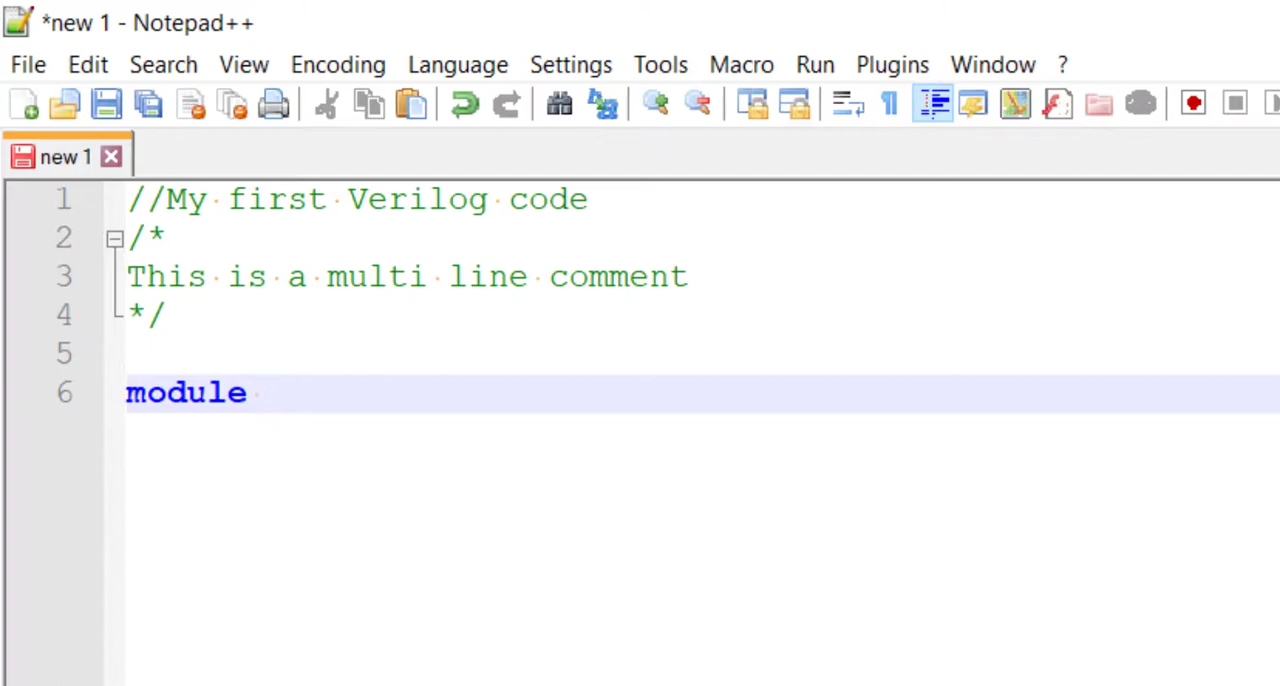 *new 1 - Notepad++
File Edit Search View Encoding Language Settings Tools Macro Run Plugins Window ?
new 1
1 //My first Verilog code
2 /*
3 This is a multi line comment
4 */
5
6 module